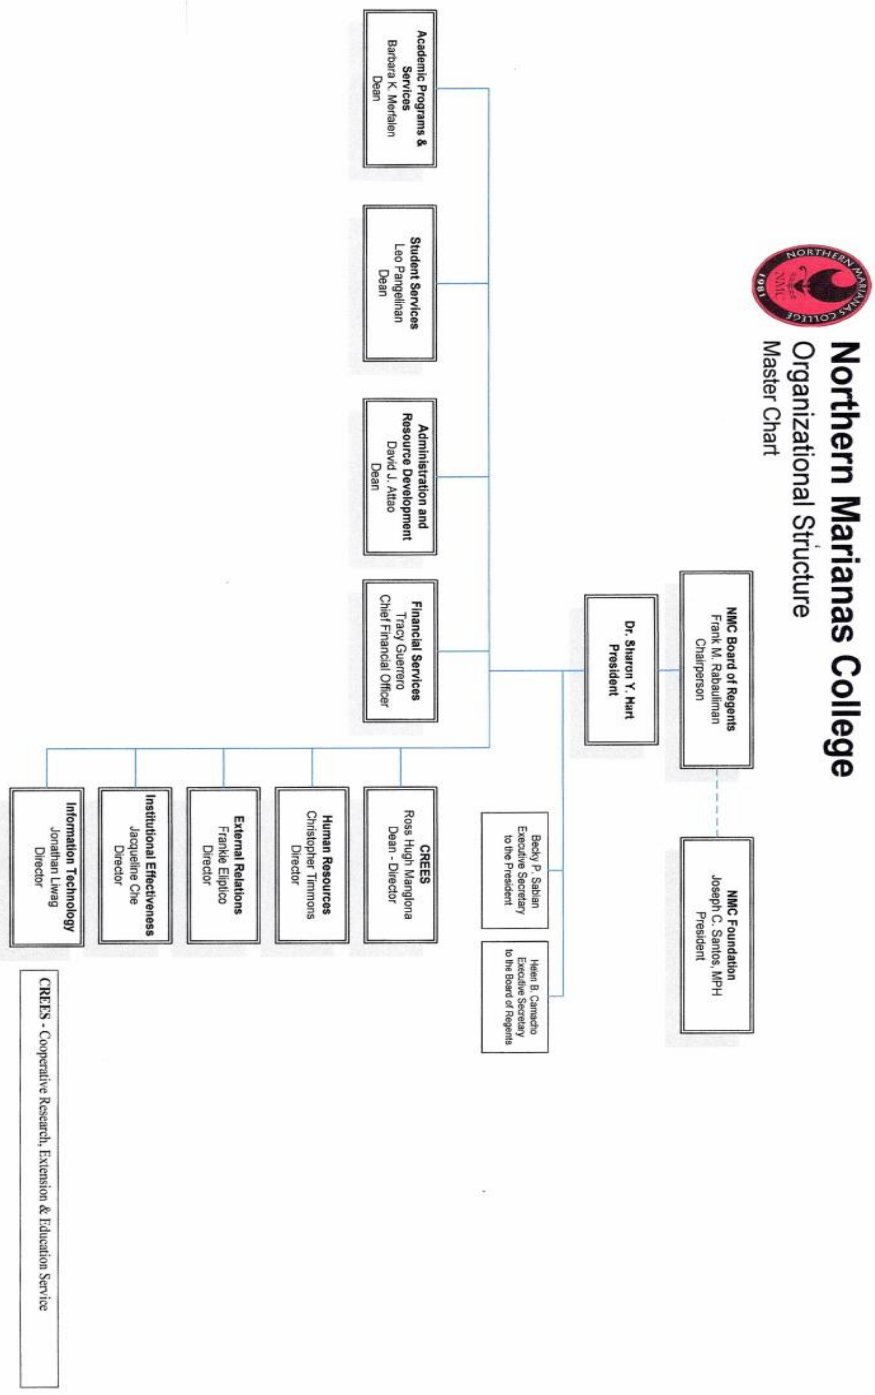 Northern Marianas College
Organizational Structure
Master Chart
NORTHERN MARIANAS COLLEGE
NMC
1981
NMC Board of Regents
Frank M. Rabauliman
Chairperson
NMC Foundation
Joseph C. Santos, MPH
President
Dr. Sharon Y. Hart
President
Becky P. Sablan
Executive Secretary
to the President
Helen B. Camacho
Executive Secretary
to the Board of Regents
Academic Programs &
Services
Barbara K. Merfalen
Dean
Student Services
Leo Pangelinan
Dean
Administration and
Resource Development
David J. Attao
Dean
Financial Services
Tracy Guerrero
Chief Financial Officer
CREES
Ross Hugh Manglona
Dean - Director
Human Resources
Christopher Timmons
Director
External Relations
Frankie Eliptico
Director
Institutional Effectiveness
Jacqueline Che
Director
Information Technology
Jonathan Liwag
Director
CREES - Cooperative Research, Extension & Education Service